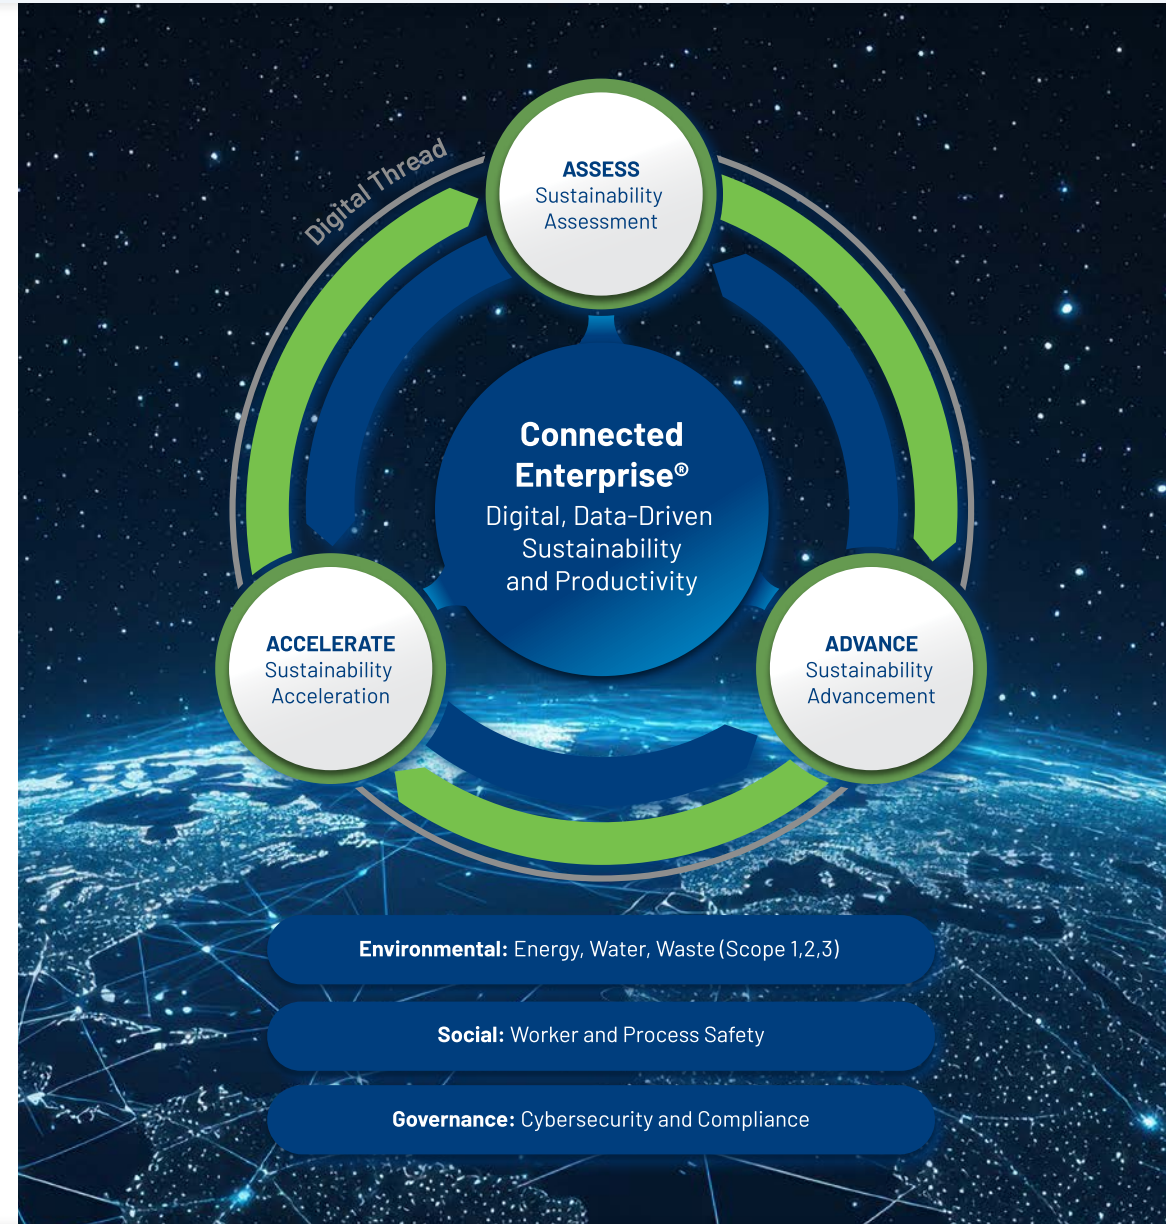 Digital Thread
ASSESS
Sustainability
Assessment
Connected
Enterprise®
Digital, Data-Driven
Sustainability
and Productivity
ACCELERATE
Sustainability
Acceleration
ADVANCE
Sustainability
Advancement
Environmental: Energy, Water, Waste (Scope 1,2,3)
Social: Worker and Process Safety
Governance: Cybersecurity and Compliance